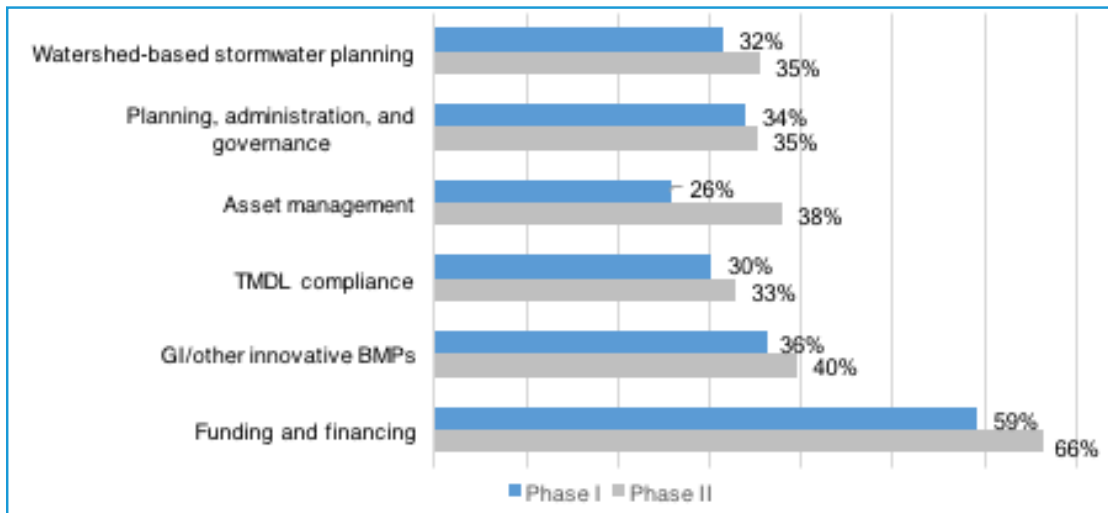 Watershed-based stormwater planning
32%
35%
Planning, administration, and
governance
34%
35%
Asset management
26%
38%
TMDL compliance
30%
33%
GI/other innovative BMPs
36%
40%
Funding and financing
59%
66%
Phase I Phase II